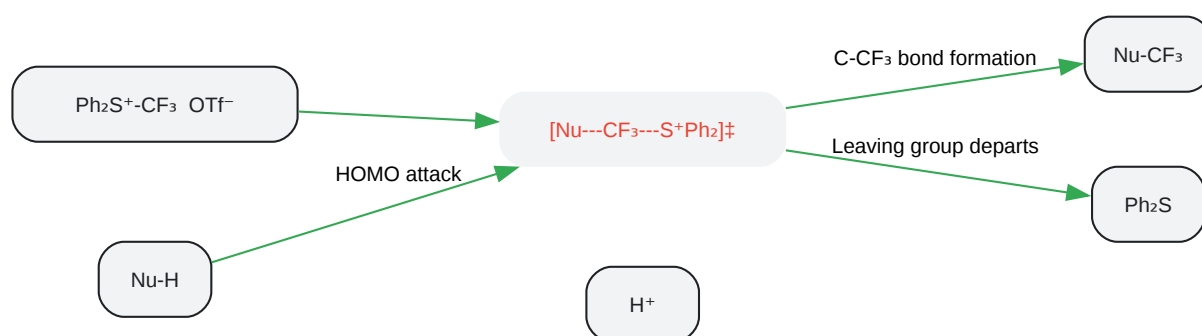 Ph₂S⁺-CF₃ OTf⁻
Nu-H
HOMO attack
[Nu---CF₃---S⁺Ph₂]‡
H⁺
C-CF₃ bond formation
Leaving group departs
Nu-CF₃
Ph₂S